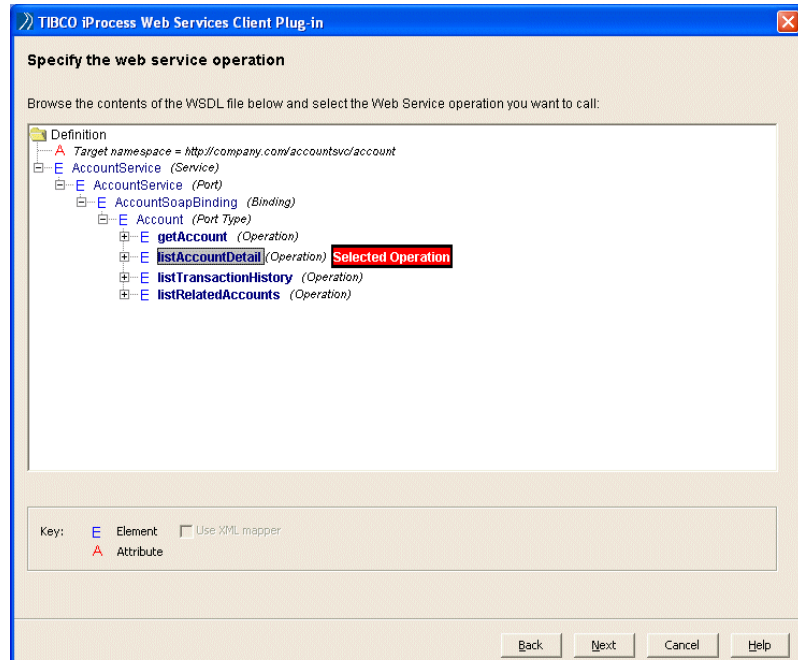 TIBCO iProcess Web Services Client Plug-in
Specify the web service operation
Browse the contents of the WSDL file below and select the Web Service operation you want to call:
Definition
A Target namespace = http://company.com/accountsvc/account
E AccountService (Service)
E AccountService (Port)
E AccountSoapBinding (Binding)
E Account (Port Type)
E getAccount (Operation)
E listAccountDetail (Operation) Selected Operation
E listTransactionHistory (Operation)
E listRelatedAccounts (Operation)
Key: E Element Use XML mapper
A Attribute
Back Next Cancel Help